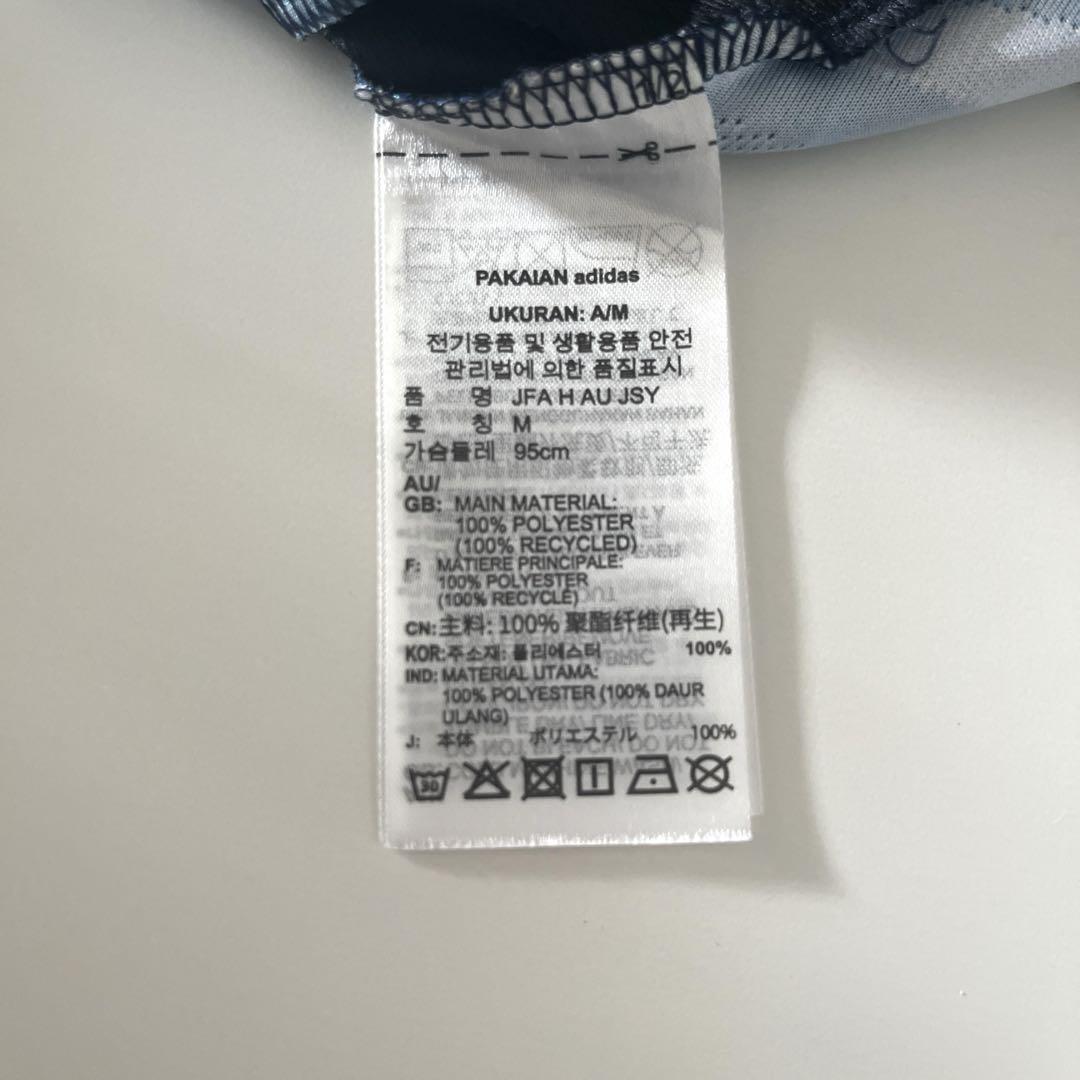 1/2
PAKAIAN adidas
UKURAN: A/M
전기용품 및 생활용품 안전
관리법에 의한 품질표시
품 명 JFA H AU JSY
호 칭 M
가슴둘레 95cm
AU/
GB: MAIN MATERIAL:
100% POLYESTER
(100% RECYCLED)
F: MATIERE PRINCIPALE:
100% POLYESTER
(100% RECYCLÉ)
CN: 主料: 100% 聚酯纤维(再生)
KOR: 주소재: 폴리에스터 100%
IND: MATERIAL UTAMA:
100% POLYESTER (100% DAUR
ULANG)
J: 本体 ポリエステル 100%
30